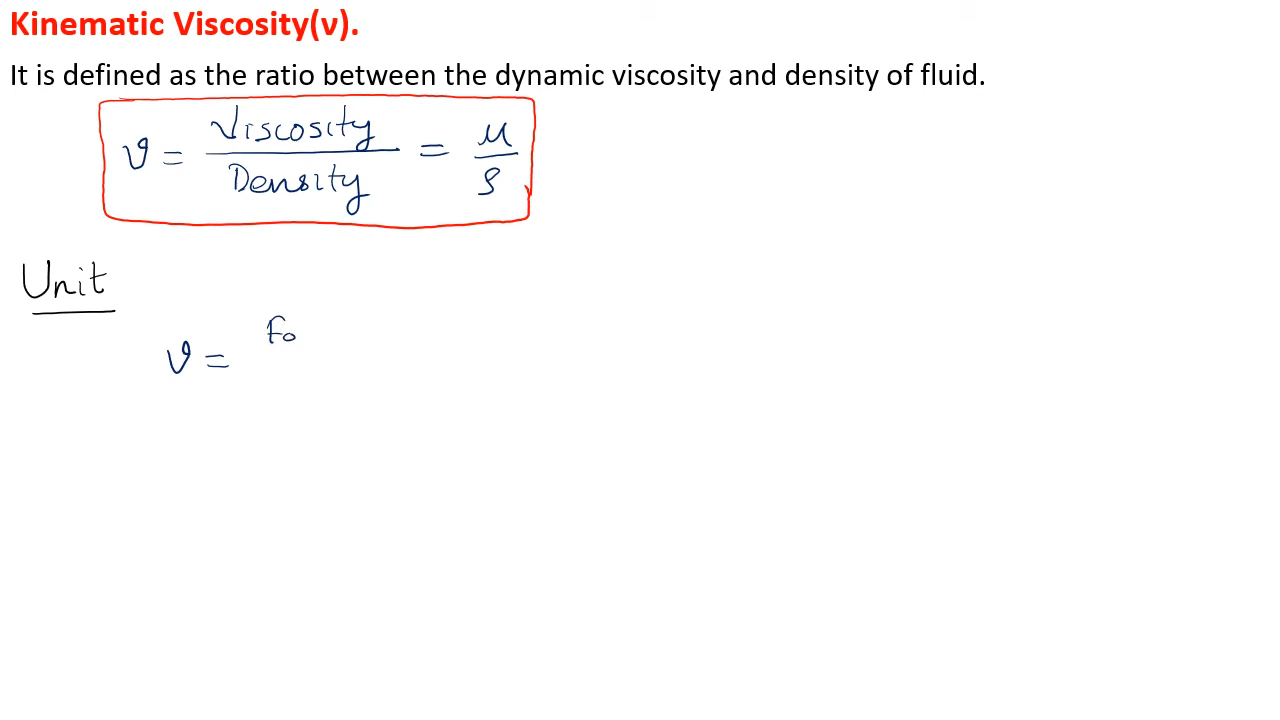 Kinematic Viscosity(ν).
It is defined as the ratio between the dynamic viscosity and density of fluid.
ϑ = Viscosity / Density = μ / ρ
Unit
ϑ = Fo